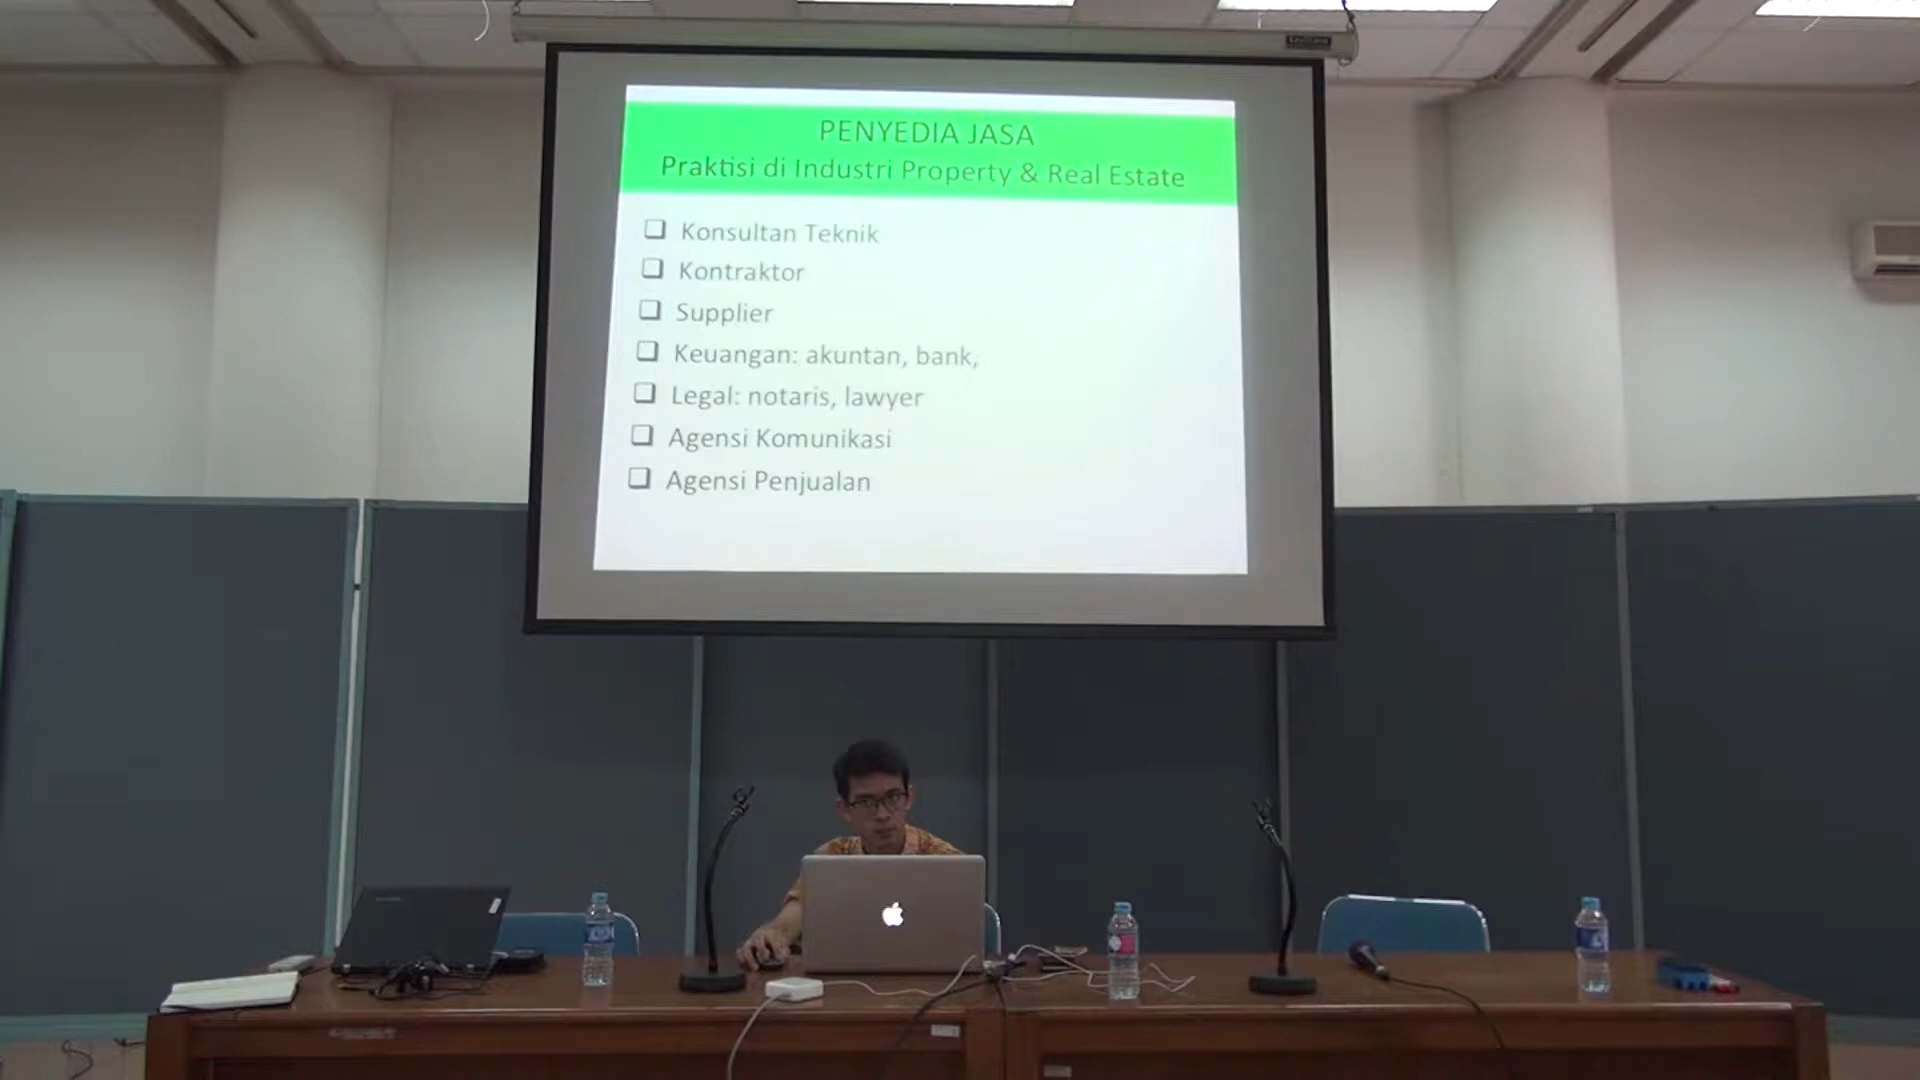 PENYEDIA JASA
Praktisi di Industri Property & Real Estate
Konsultan Teknik
Kontraktor
Supplier
Keuangan: akuntan, bank,
Legal: notaris, lawyer
Agensi Komunikasi
Agensi Penjualan